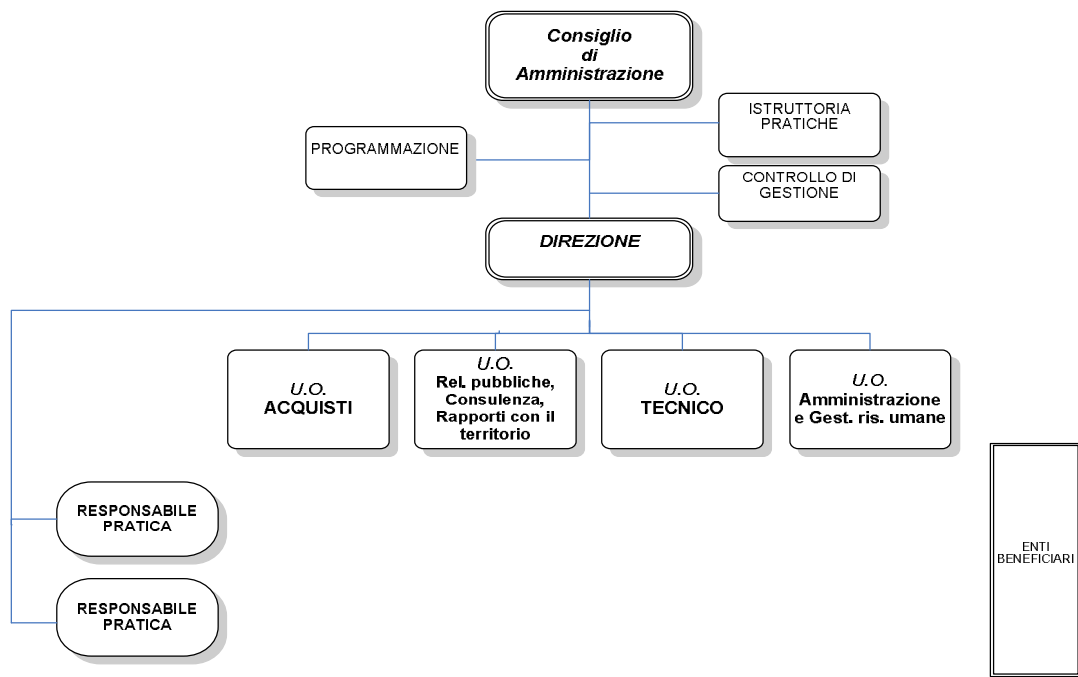 Consiglio
di
Amministrazione
ISTRUTTORIA
PRATICHE
PROGRAMMAZIONE
CONTROLLO DI
GESTIONE
DIREZIONE
U.O.
ACQUISTI
U.O.
Rel. pubbliche,
Consulenza,
Rapporti con il
territorio
U.O.
TECNICO
U.O.
Amministrazione
e Gest. ris. umane
RESPONSABILE
PRATICA
RESPONSABILE
PRATICA
ENTI
BENEFICIARI